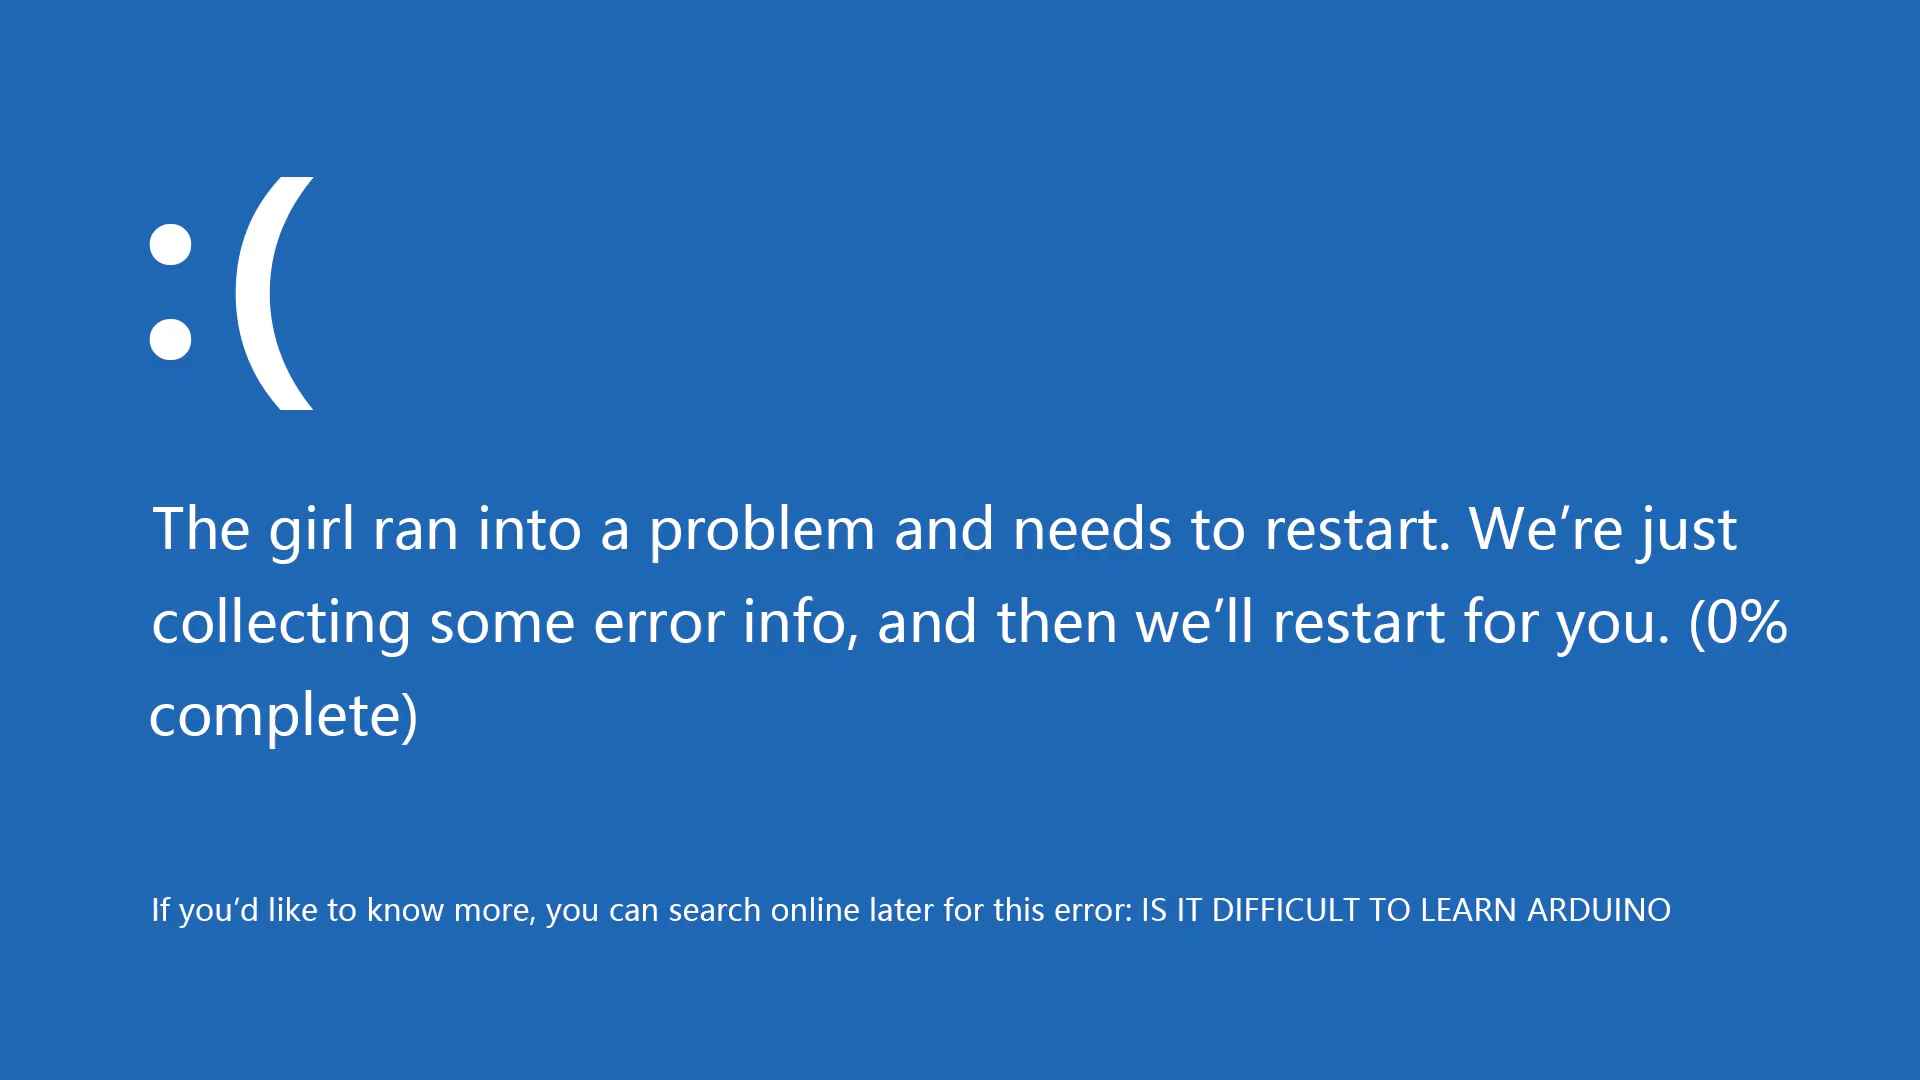 :(
The girl ran into a problem and needs to restart. We’re just
collecting some error info, and then we’ll restart for you. (0%
complete)
If you’d like to know more, you can search online later for this error: IS IT DIFFICULT TO LEARN ARDUINO